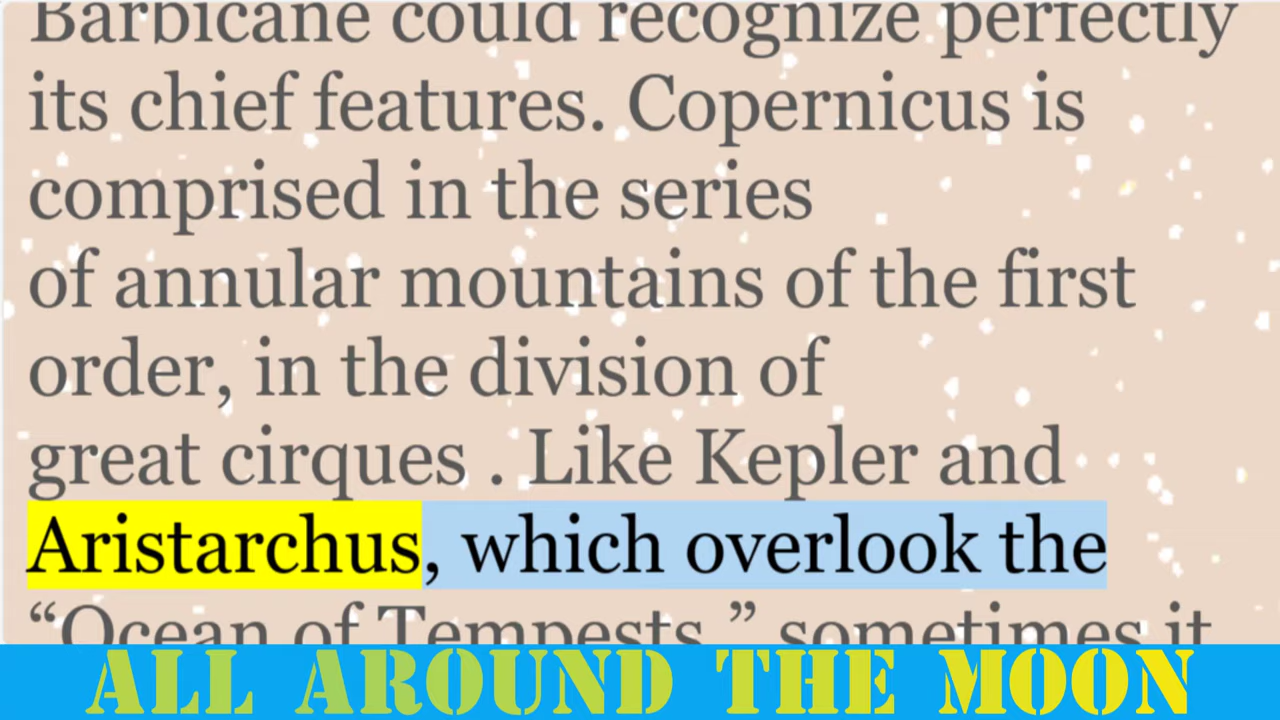 Barbicane could recognize perfectly
its chief features. Copernicus is
comprised in the series
of annular mountains of the first
order, in the division of
great cirques . Like Kepler and
Aristarchus, which overlook the
“Ocean of Tempests,” sometimes it
ALL AROUND THE MOON